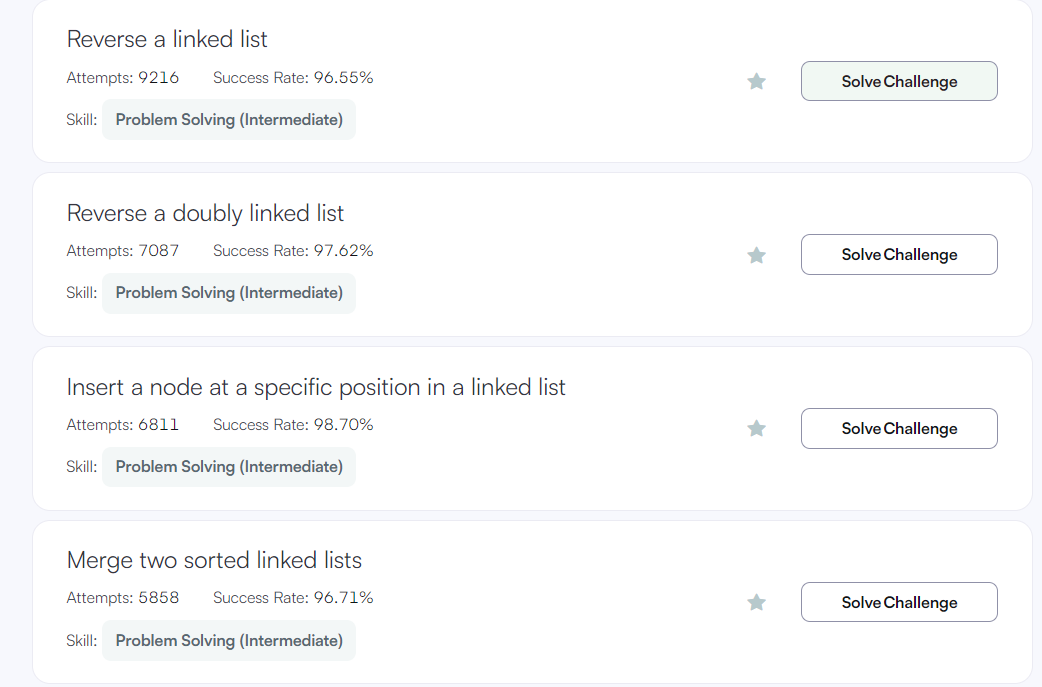 Reverse a linked list
Attempts: 9216 Success Rate: 96.55%
Solve Challenge
Skill: Problem Solving (Intermediate)
Reverse a doubly linked list
Attempts: 7087 Success Rate: 97.62%
Solve Challenge
Skill: Problem Solving (Intermediate)
Insert a node at a specific position in a linked list
Attempts: 6811 Success Rate: 98.70%
Solve Challenge
Skill: Problem Solving (Intermediate)
Merge two sorted linked lists
Attempts: 5858 Success Rate: 96.71%
Solve Challenge
Skill: Problem Solving (Intermediate)